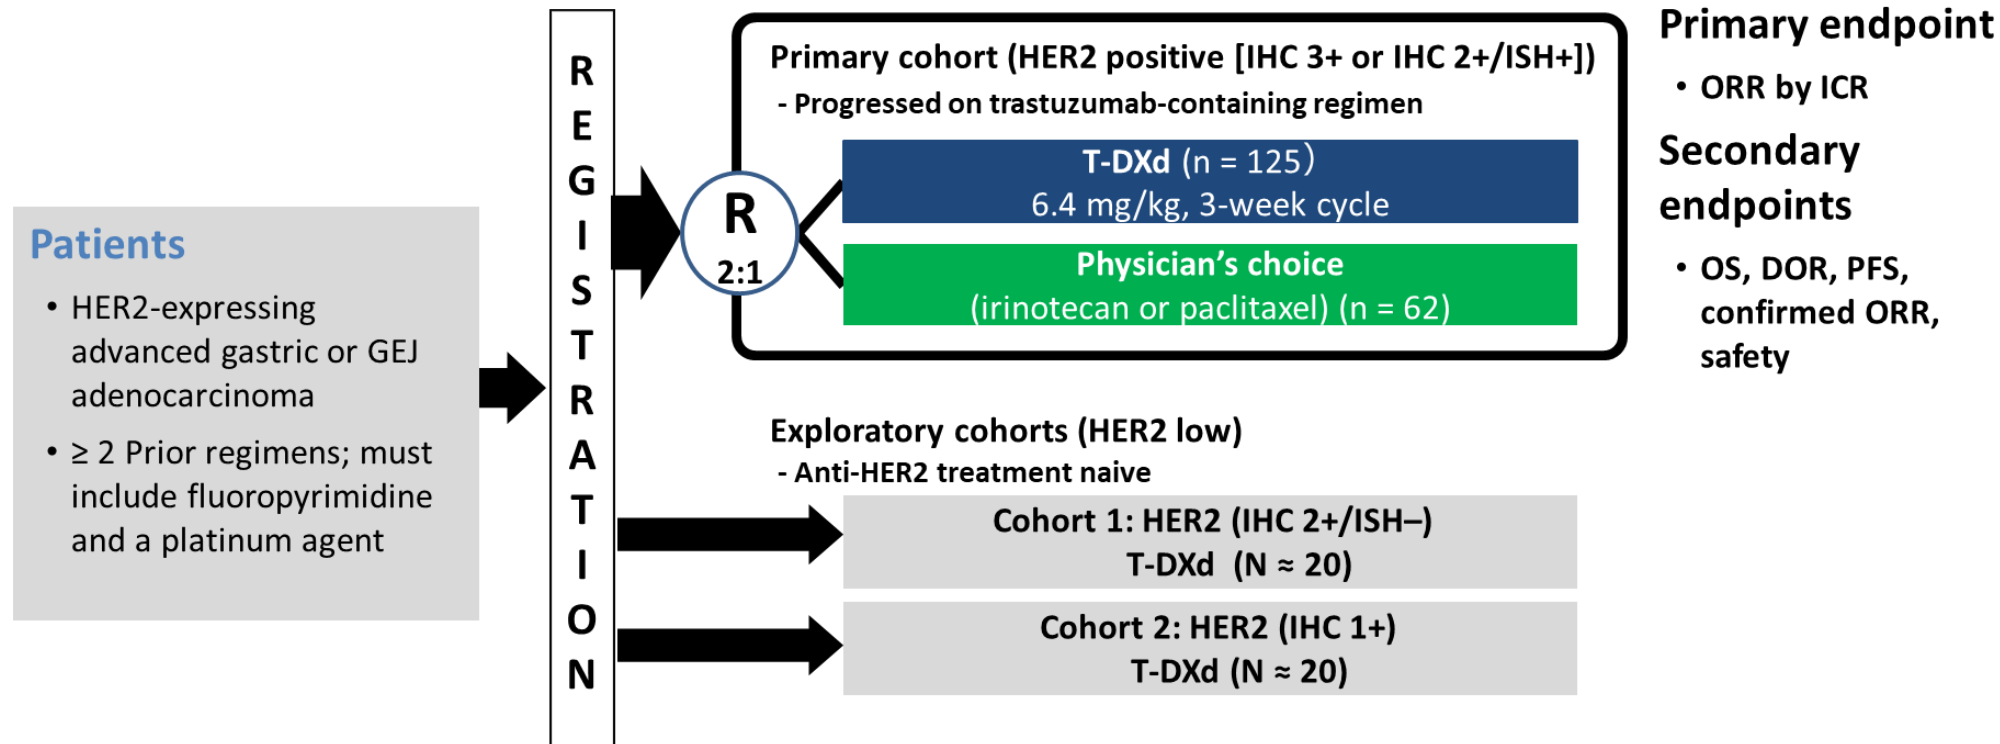 Patients
• HER2-expressing
advanced gastric or GEJ
adenocarcinoma
• ≥ 2 Prior regimens; must
include fluoropyrimidine
and a platinum agent
R
E
G
I
S
T
R
A
T
I
O
N
R
2:1
Primary cohort (HER2 positive [IHC 3+ or IHC 2+/ISH+])
- Progressed on trastuzumab-containing regimen
T-DXd (n = 125)
6.4 mg/kg, 3-week cycle
Physician’s choice
(irinotecan or paclitaxel) (n = 62)
Exploratory cohorts (HER2 low)
- Anti-HER2 treatment naive
Cohort 1: HER2 (IHC 2+/ISH–)
T-DXd (N ≈ 20)
Cohort 2: HER2 (IHC 1+)
T-DXd (N ≈ 20)
Primary endpoint
• ORR by ICR
Secondary
endpoints
• OS, DOR, PFS,
confirmed ORR,
safety